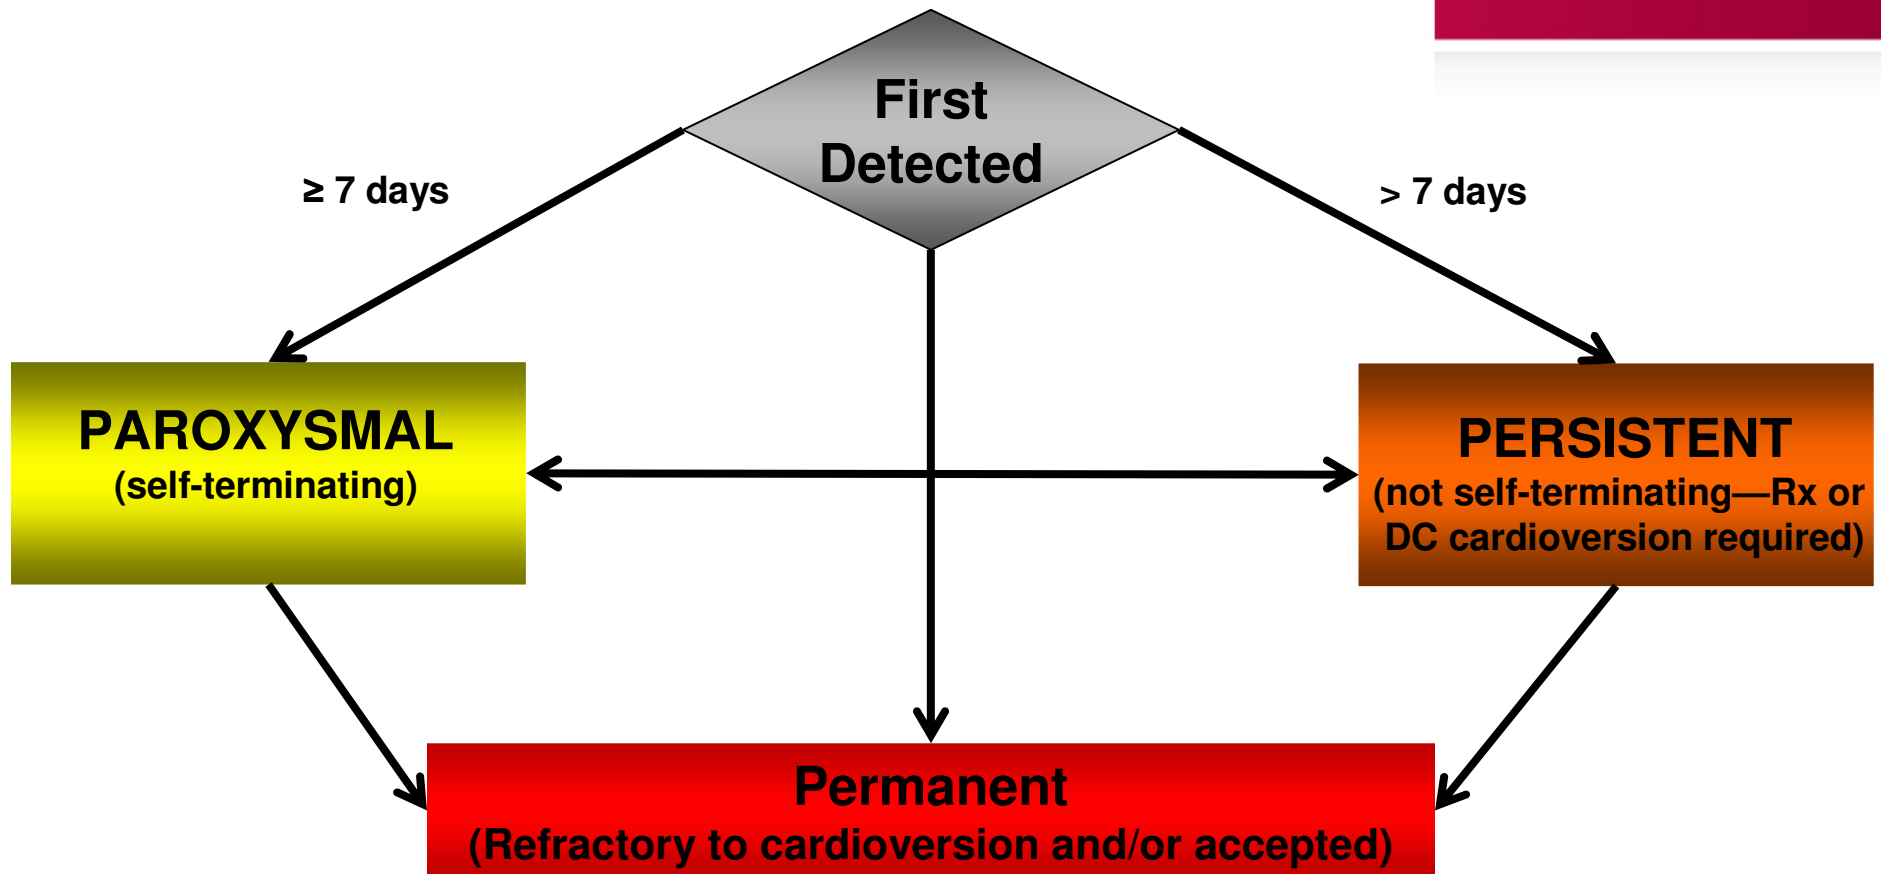 First
Detected
≥ 7 days
> 7 days
PAROXYSMAL
(self-terminating)
PERSISTENT
(not self-terminating—Rx or
DC cardioversion required)
Permanent
(Refractory to cardioversion and/or accepted)